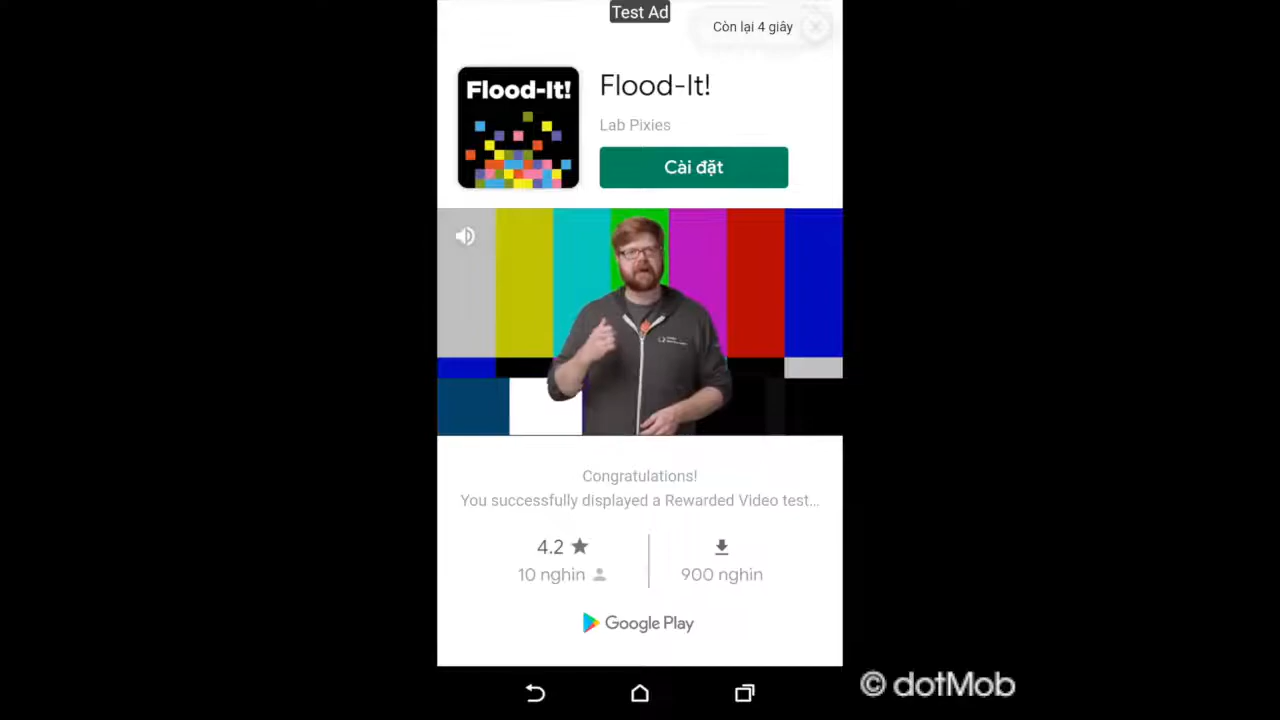 Test Ad
Còn lại 4 giây
Flood-It!
Flood-It!
Lab Pixies
Cài đặt
Congratulations!
You successfully displayed a Rewarded Video test...
4.2 ★
10 nghìn
900 nghìn
Google Play
© dotMob